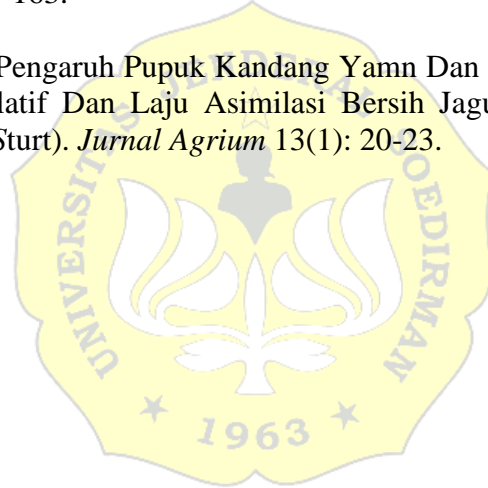 163.
Pengaruh Pupuk Kandang Yamn Dan
latif Dan Laju Asimilasi Bersih Jagu
Sturt). Jurnal Agrium 13(1): 20-23.
UNIVERSITAS JENDERAL SOEDIRMAN
1963